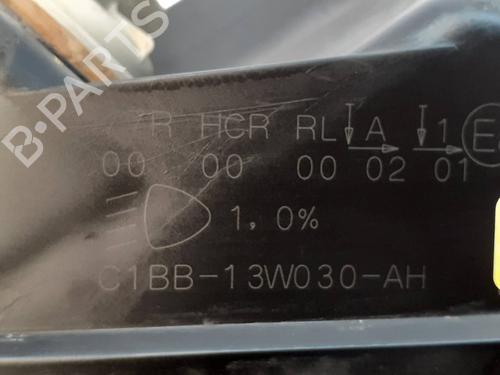 R HCR RL A 1 E
00 00 00 02 01
1,0%
C1BB-13W030-AH
B-PARTS